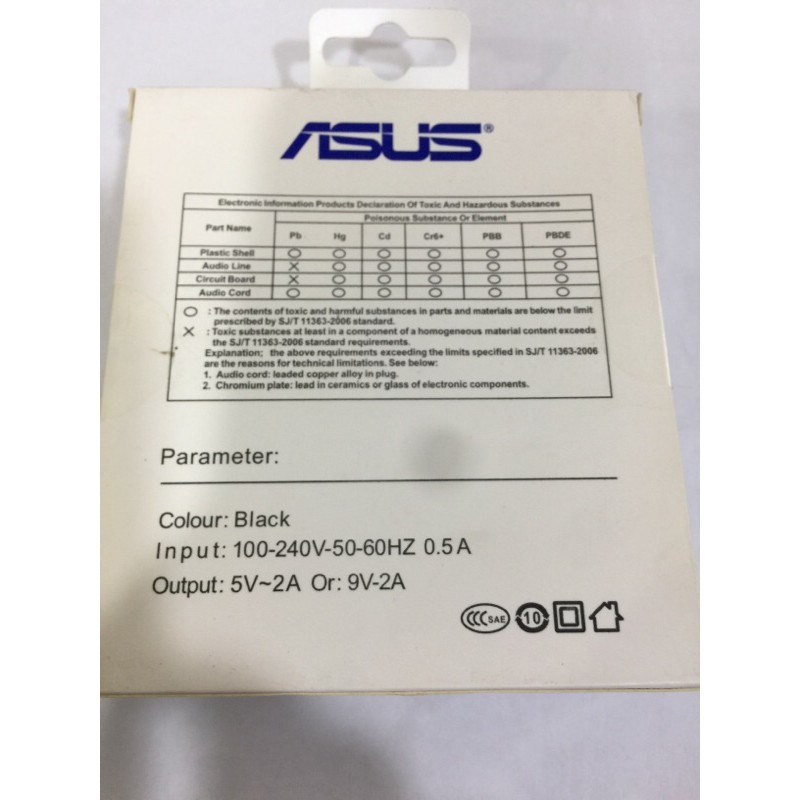 ASUS®
Electronic Information Products Declaration Of Toxic And Hazardous Substances
Part Name
Poisonous Substance Or Element
Pb Hg Cd Cr6+ PBB PBDE
Plastic Shell ○ ○ ○ ○ ○ ○
Audio Line × ○ ○ ○ ○ ○
Circuit Board × ○ ○ ○ ○ ○
Audio Cord ○ ○ ○ ○ ○ ○
○ : The contents of toxic and harmful substances in parts and materials are below the limit
prescribed by SJ/T 11363-2006 standard.
× : Toxic substances at least in a component of a homogeneous material content exceeds
the SJ/T 11363-2006 standard requirements.
Explanation; the above requirements exceeding the limits specified in SJ/T 11363-2006
are the reasons for technical limitations. See below:
1. Audio cord: leaded copper alloy in plug.
2. Chromium plate: lead in ceramics or glass of electronic components.
Parameter:
Colour: Black
Input: 100-240V-50-60HZ 0.5A
Output: 5V~2A Or: 9V-2A
CCC SAE 10